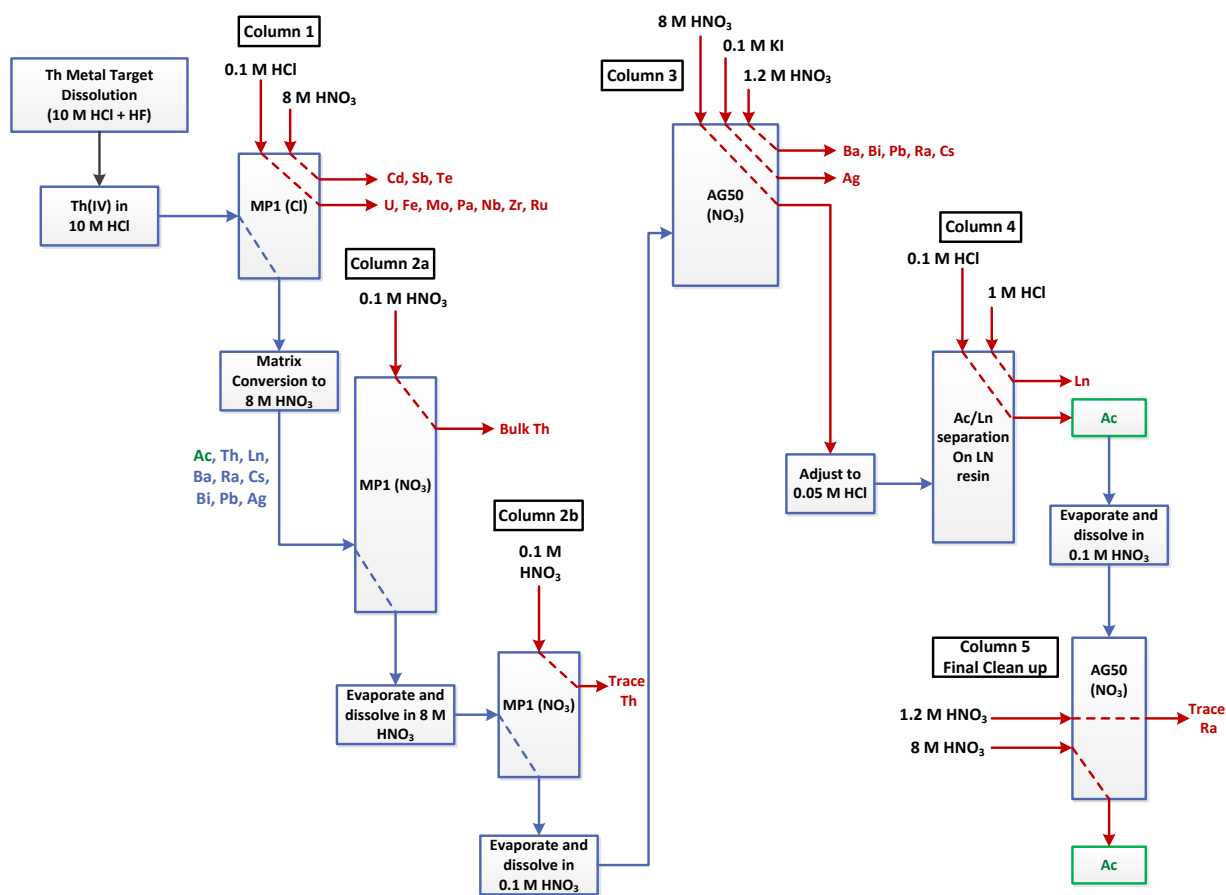 Column 1
0.1 M HCl
8 M HNO₃
Th Metal Target
Dissolution
(10 M HCl + HF)
Th(IV) in
10 M HCl
MP1 (Cl)
Cd, Sb, Te
U, Fe, Mo, Pa, Nb, Zr, Ru
Column 2a
0.1 M HNO₃
Matrix
Conversion to
8 M HNO₃
Ac, Th, Ln,
Ba, Ra, Cs,
Bi, Pb, Ag
MP1 (NO₃)
Bulk Th
Column 2b
0.1 M
HNO₃
Evaporate and
dissolve in 8 M
HNO₃
MP1 (NO₃)
Trace
Th
Evaporate and
dissolve in
0.1 M HNO₃
8 M HNO₃
0.1 M KI
Column 3
1.2 M HNO₃
AG50
(NO₃)
Ba, Bi, Pb, Ra, Cs
Ag
Adjust to
0.05 M HCl
Column 4
0.1 M HCl
1 M HCl
Ac/Ln
separation
On LN
resin
Ln
Ac
Evaporate and
dissolve in
0.1 M HNO₃
Column 5
Final Clean up
AG50
(NO₃)
1.2 M HNO₃
8 M HNO₃
Trace
Ra
Ac